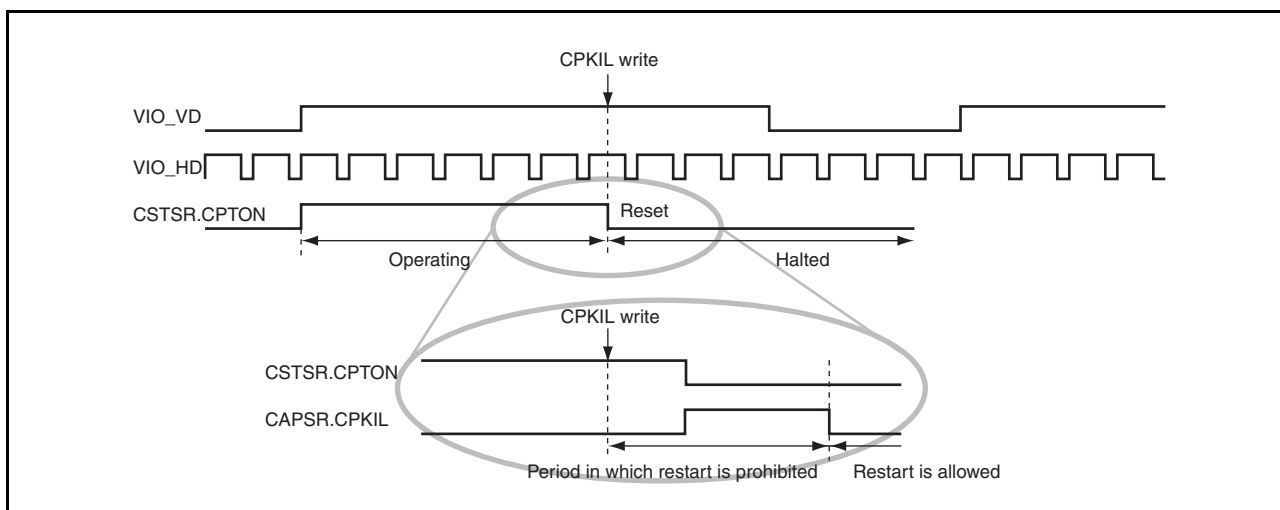 CPKIL write
VIO_VD
VIO_HD
CSTSR.CPTON
Reset
Operating
Halted
CPKIL write
CSTSR.CPTON
CAPSR.CPKIL
Period in which restart is prohibited
Restart is allowed